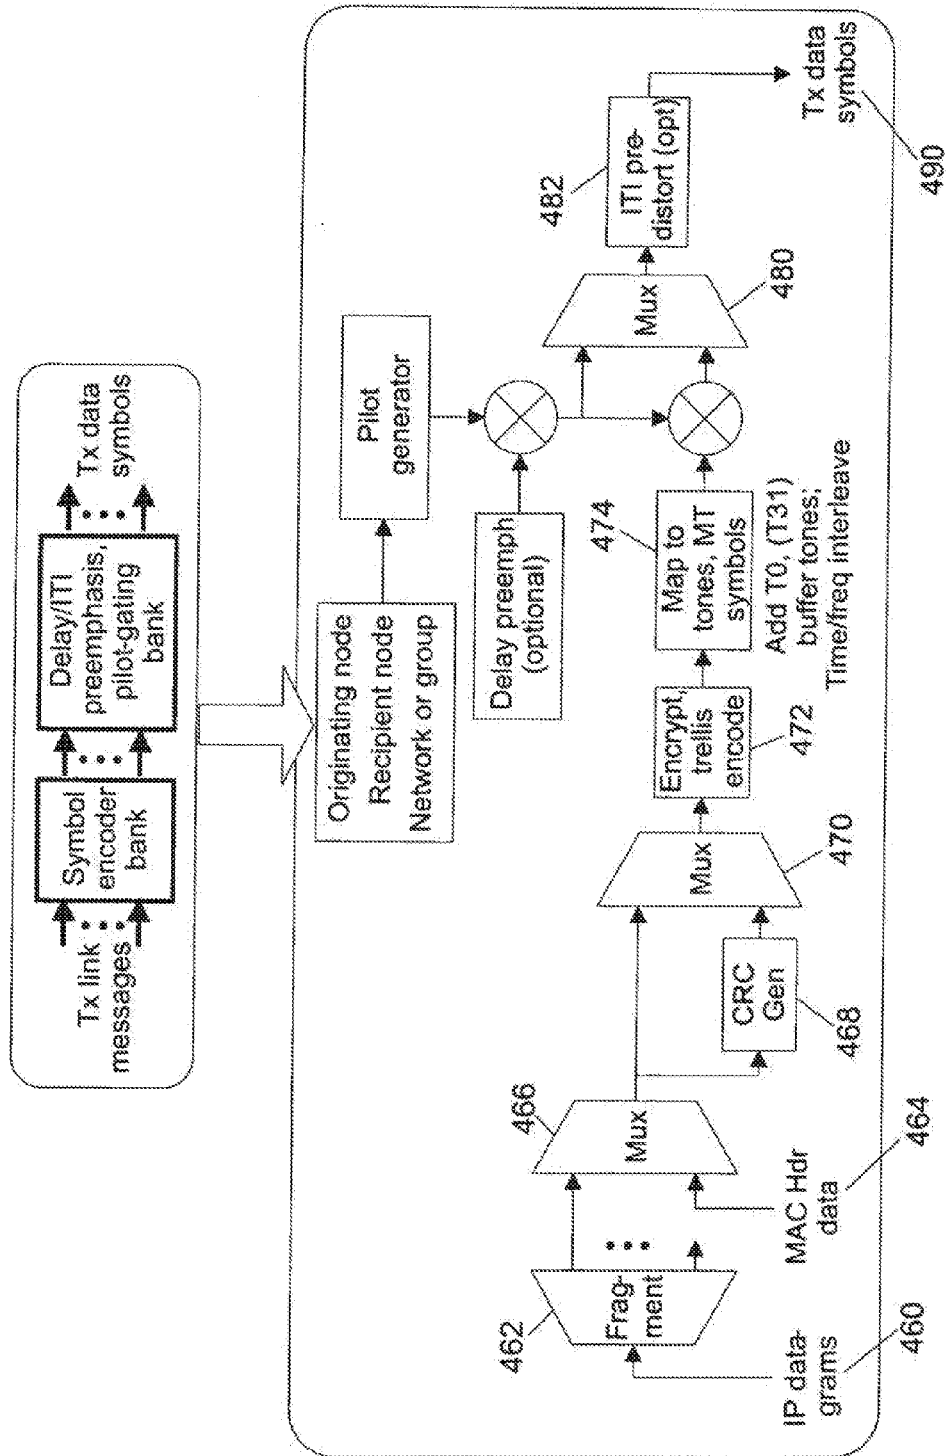 Tx link
messages
Symbol
encoder
bank
Delay/ITI
preemphasis,
pilot-gating
bank
Tx data
symbols
Originating node
Recipient node
Network or group
Pilot
generator
Delay preemph
(optional)
IP data-
grams
460
462
Frag-
ment
MAC Hdr
data
464
466
Mux
CRC
Gen
468
Mux
470
Encrypt,
trellis
encode
472
474
Map to
tones, MT
symbols
Add T0, (T31)
buffer tones;
Time/freq interleave
Mux
480
482
ITI pre-
distort (opt)
Tx data
symbols
490